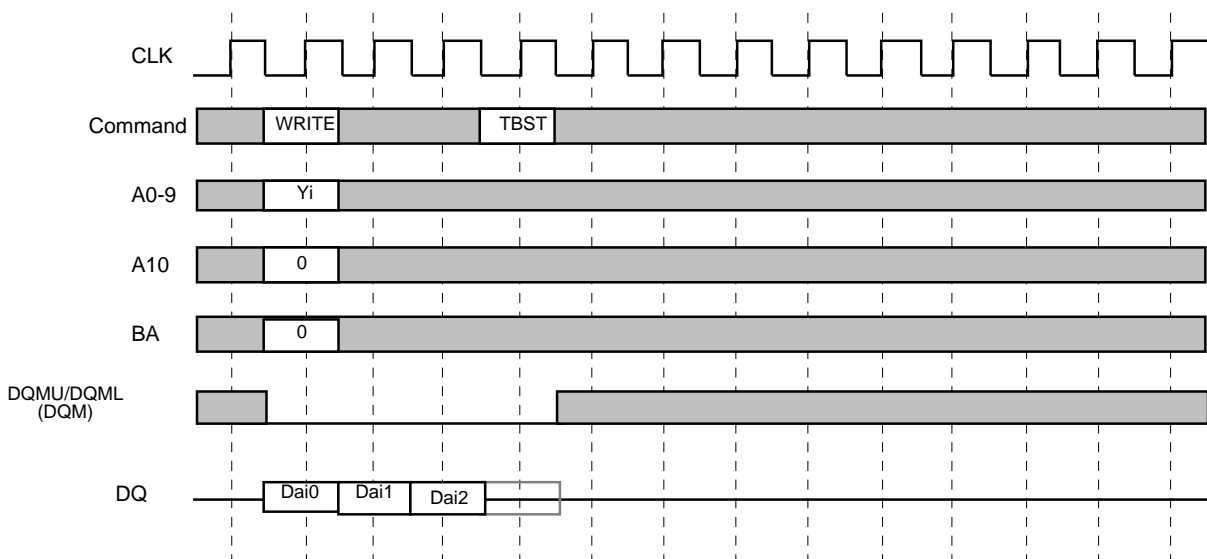 CLK
Command WRITE TBST
A0-9 Yi
A10 0
BA 0
DQMU/DQML
(DQM)
DQ Dai0 Dai1 Dai2